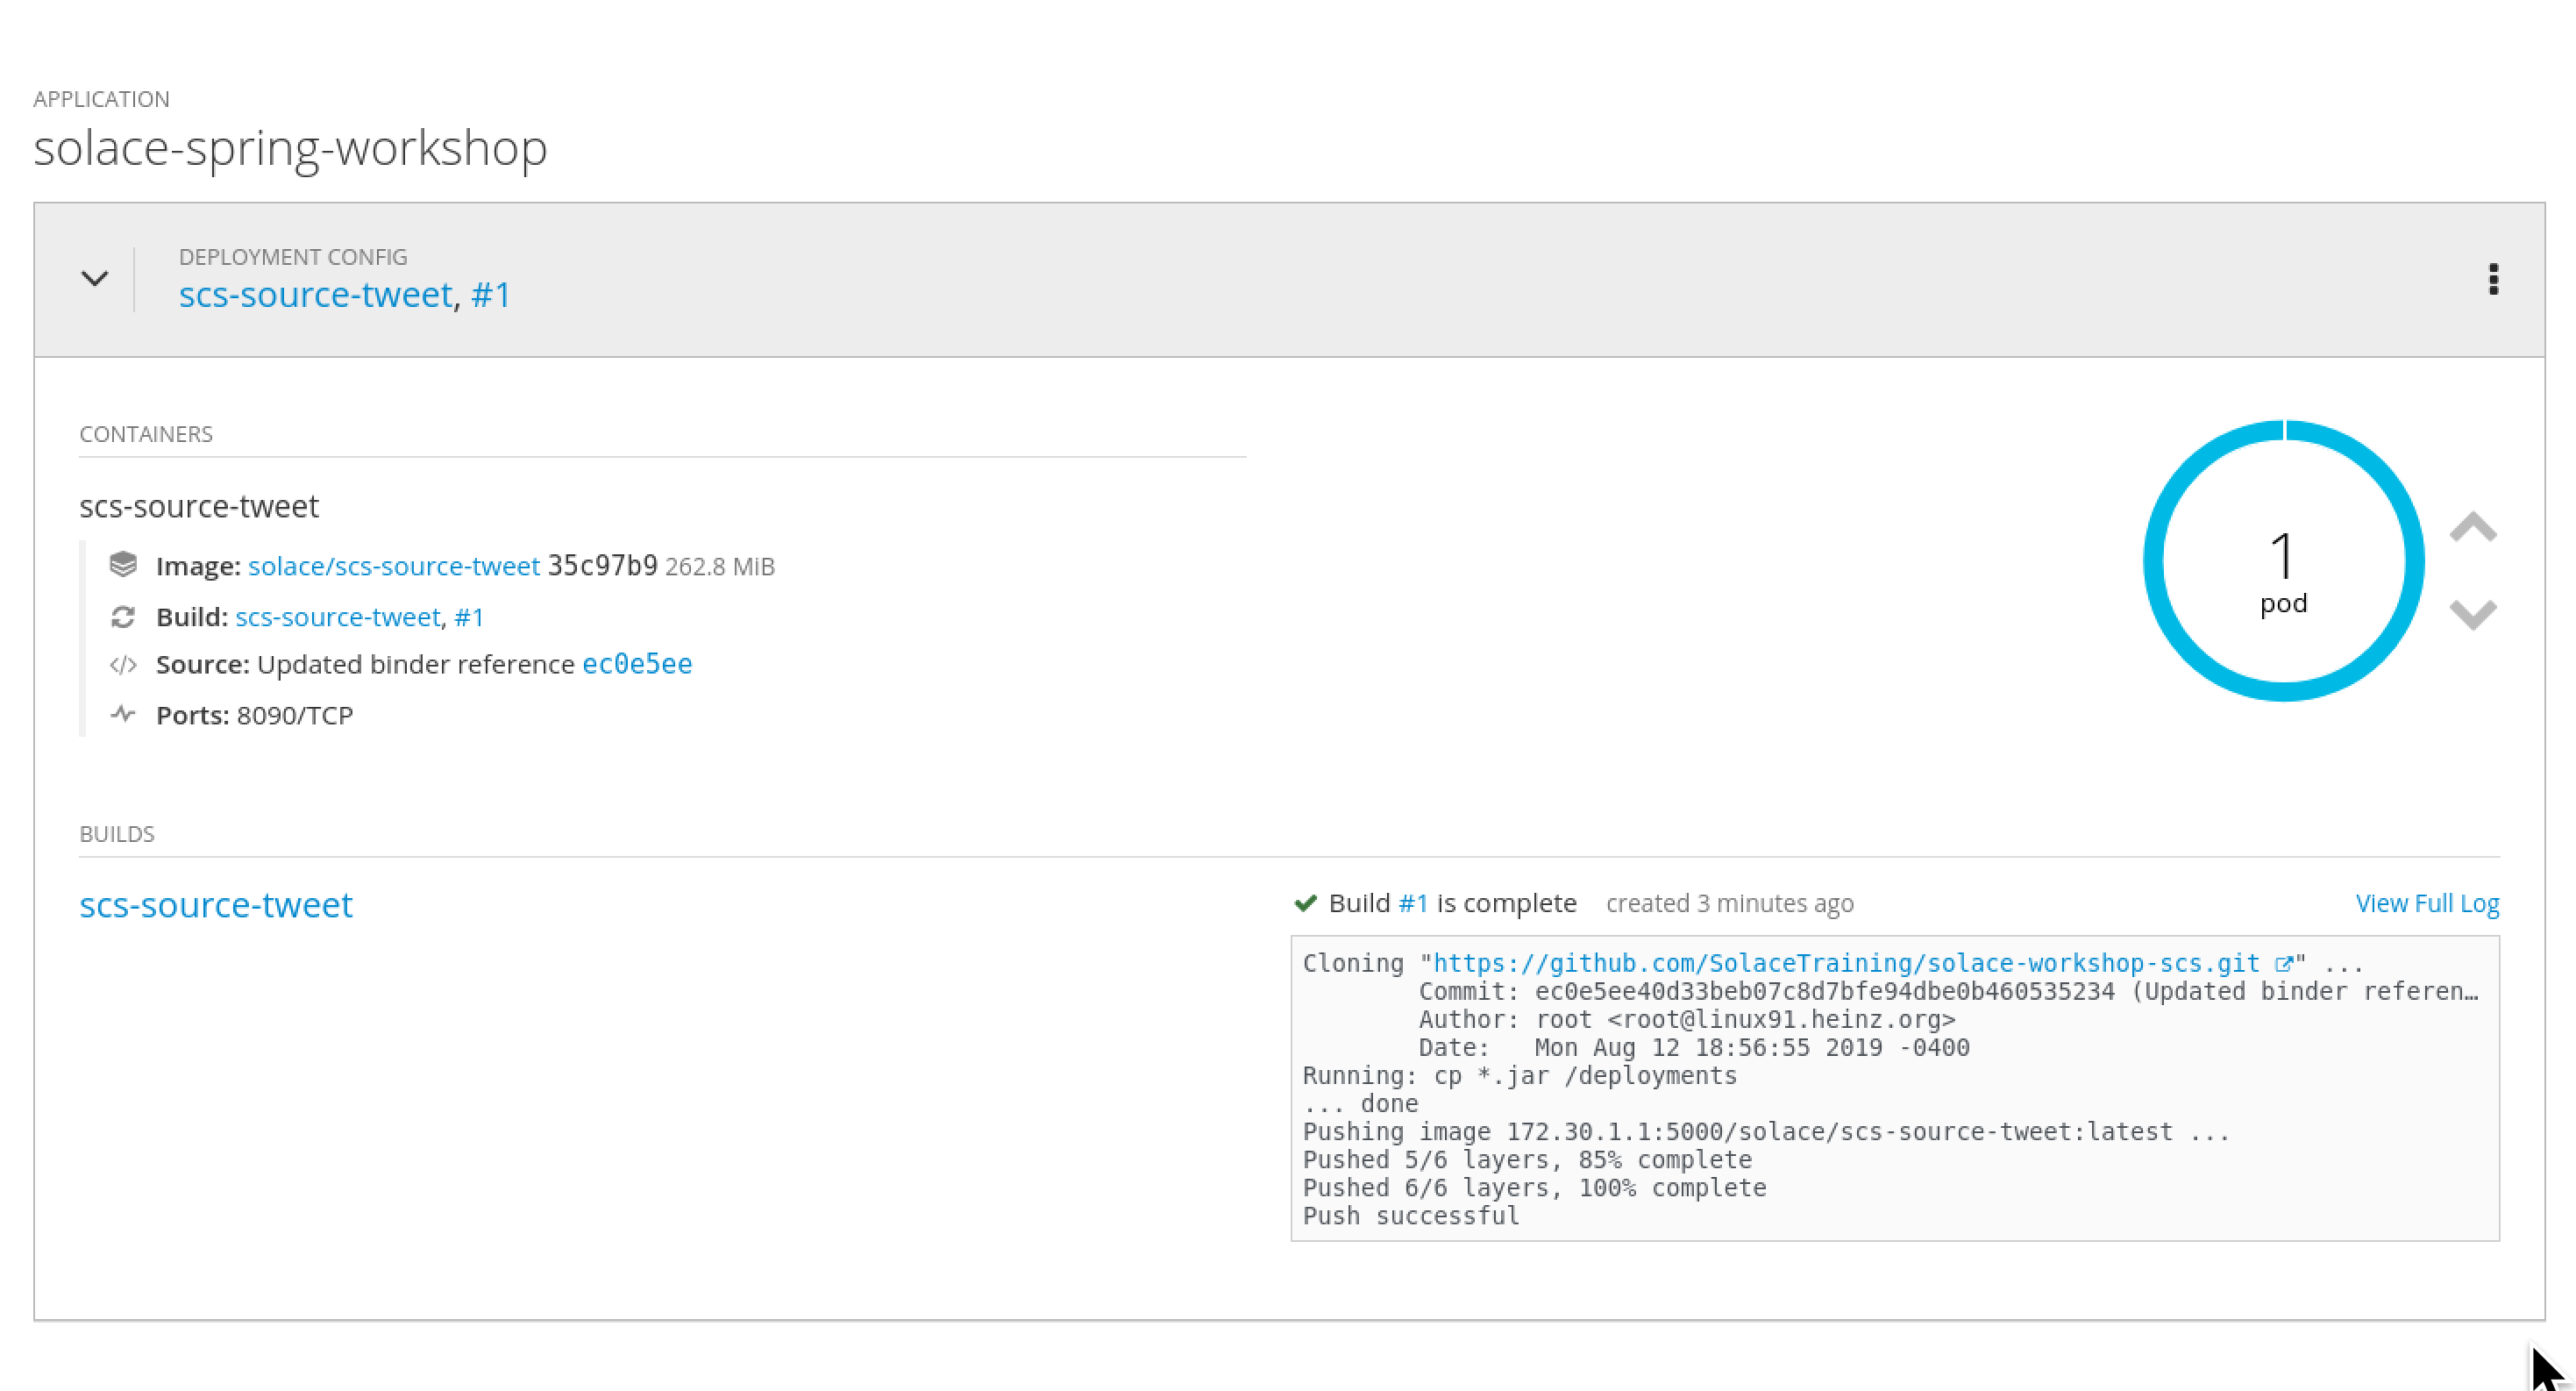 APPLICATION
solace-spring-workshop
DEPLOYMENT CONFIG
scs-source-tweet, #1
CONTAINERS
scs-source-tweet
Image: solace/scs-source-tweet 35c97b9 262.8 MiB
Build: scs-source-tweet, #1
Source: Updated binder reference ec0e5ee
Ports: 8090/TCP
1
pod
BUILDS
scs-source-tweet
Build #1 is complete created 3 minutes ago
View Full Log
Cloning "https://github.com/SolaceTraining/solace-workshop-scs.git" ...
Commit: ec0e5ee40d33beb07c8d7bfe94dbe0b460535234 (Updated binder referen…
Author: root <root@linux91.heinz.org>
Date: Mon Aug 12 18:56:55 2019 -0400
Running: cp *.jar /deployments
... done
Pushing image 172.30.1.1:5000/solace/scs-source-tweet:latest ...
Pushed 5/6 layers, 85% complete
Pushed 6/6 layers, 100% complete
Push successful